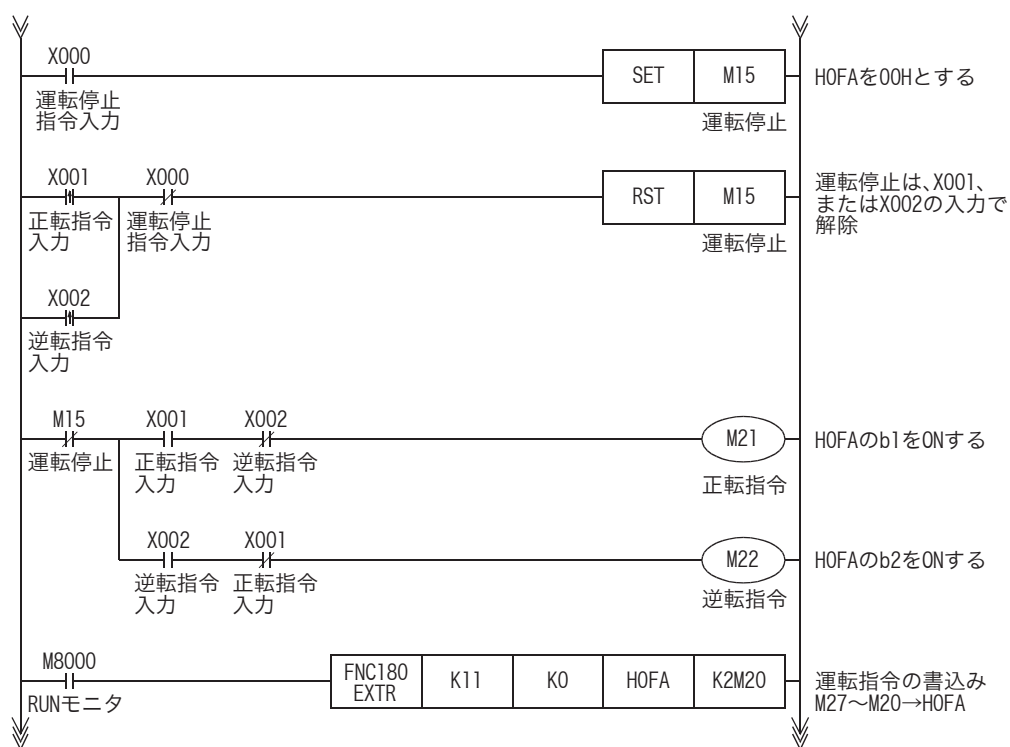 X000
SET
M15
H0FAを00Hとする
運転停止
指令入力
運転停止
X001
X000
RST
M15
運転停止は、X001、
またはX002の入力で
解除
正転指令
入力
運転停止
指令入力
運転停止
X002
逆転指令
入力
M15
X001
X002
M21
H0FAのb1をONする
運転停止
正転指令
入力
逆転指令
入力
正転指令
X002
X001
M22
H0FAのb2をONする
逆転指令
入力
正転指令
入力
逆転指令
M8000
FNC180
EXTR
K11
K0
H0FA
K2M20
運転指令の書込み
M27～M20→H0FA
RUNモニタ